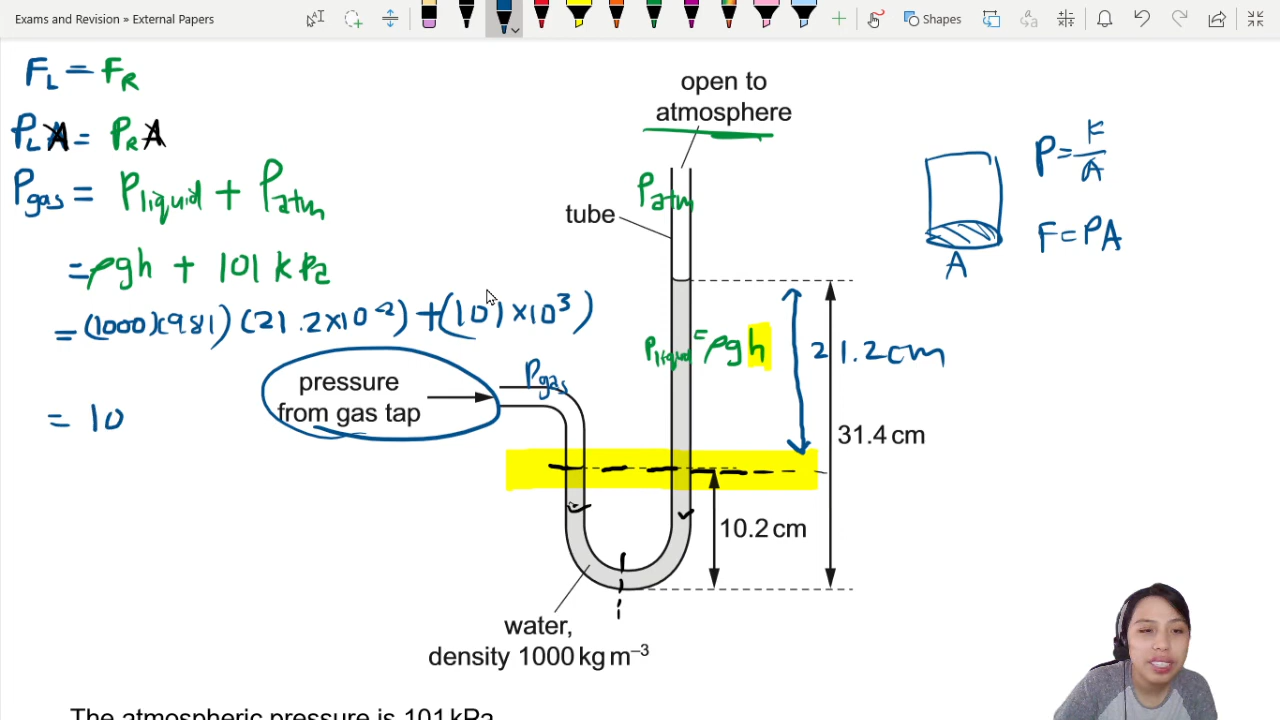 Exams and Revision » External Papers
Shapes
F_L = F_R
P_L A = P_R A
P_gas = P_liquid + P_atm
= ρgh + 101 kPa
= (1000)(9.81)(21.2×10⁻²) + (101×10³)
= 10
open to
atmosphere
P_atm
tube
P_liquid = ρgh
P_gas
pressure
from gas tap
21.2cm
31.4 cm
10.2 cm
water,
density 1000 kg m⁻³
P = F/A
F = PA
A
The atmospheric pressure is 101 kPa